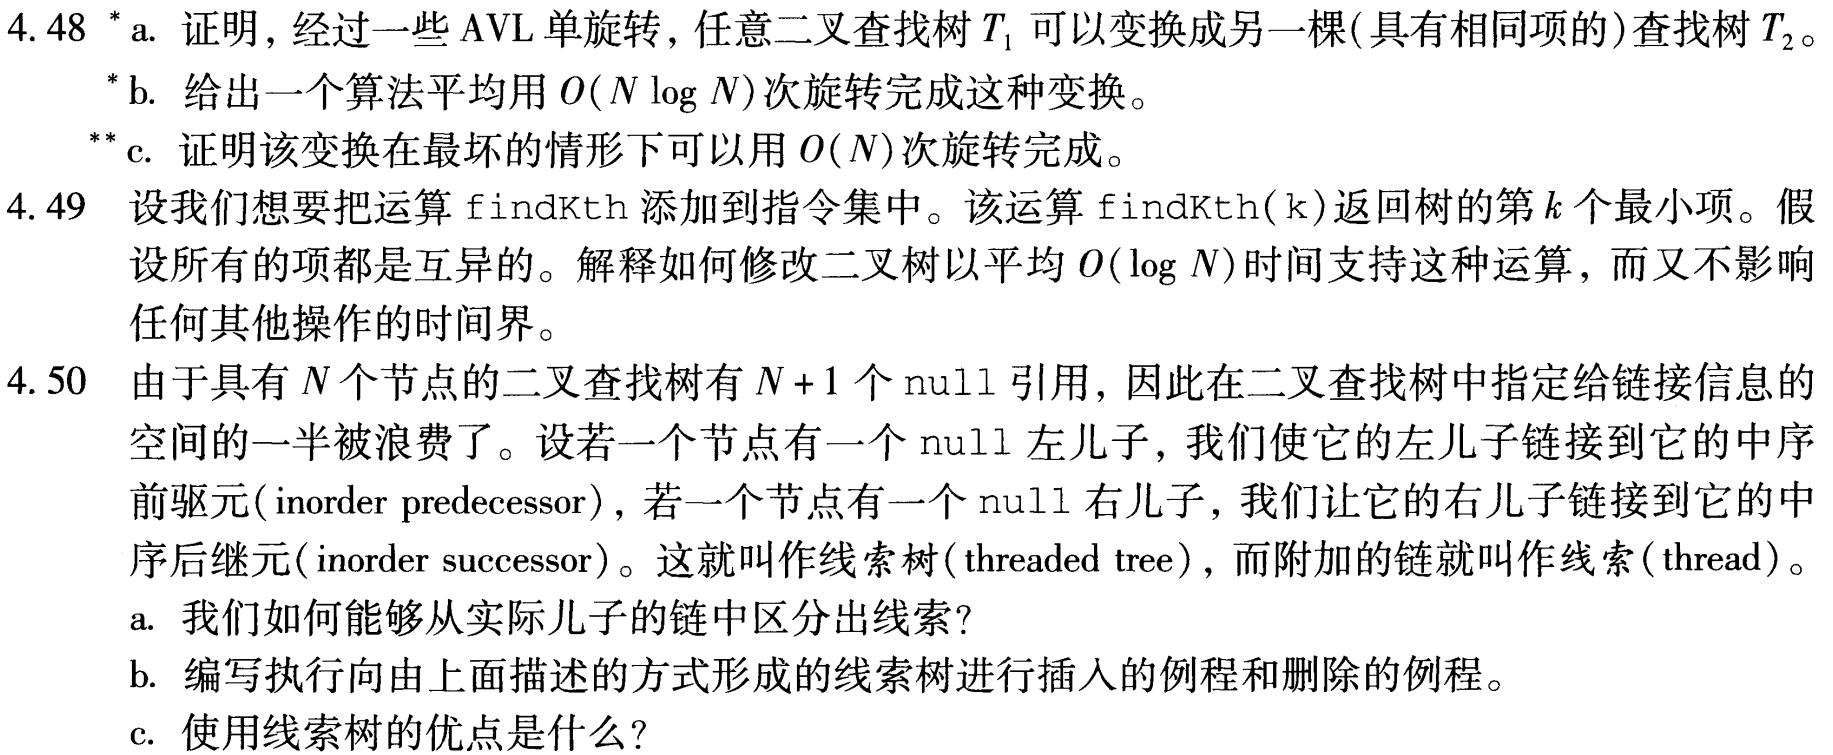 4.48 *a. 证明，经过一些 AVL 单旋转，任意二叉查找树 T₁ 可以变换成另一棵(具有相同项的)查找树 T₂。
*b. 给出一个算法平均用 O(N log N)次旋转完成这种变换。
**c. 证明该变换在最坏的情形下可以用 O(N)次旋转完成。
4.49 设我们想要把运算 findKth 添加到指令集中。该运算 findKth(k)返回树的第 k 个最小项。假
设所有的项都是互异的。解释如何修改二叉树以平均 O(log N)时间支持这种运算，而又不影响
任何其他操作的时间界。
4.50 由于具有 N 个节点的二叉查找树有 N+1 个 null 引用，因此在二叉查找树中指定给链接信息的
空间的一半被浪费了。设若一个节点有一个 null 左儿子，我们使它的左儿子链接到它的中序
前驱元(inorder predecessor)，若一个节点有一个 null 右儿子，我们让它的右儿子链接到它的中
序后继元(inorder successor)。这就叫作线索树(threaded tree)，而附加的链就叫作线索(thread)。
a. 我们如何能够从实际儿子的链中区分出线索?
b. 编写执行向由上面描述的方式形成的线索树进行插入的例程和删除的例程。
c. 使用线索树的优点是什么?